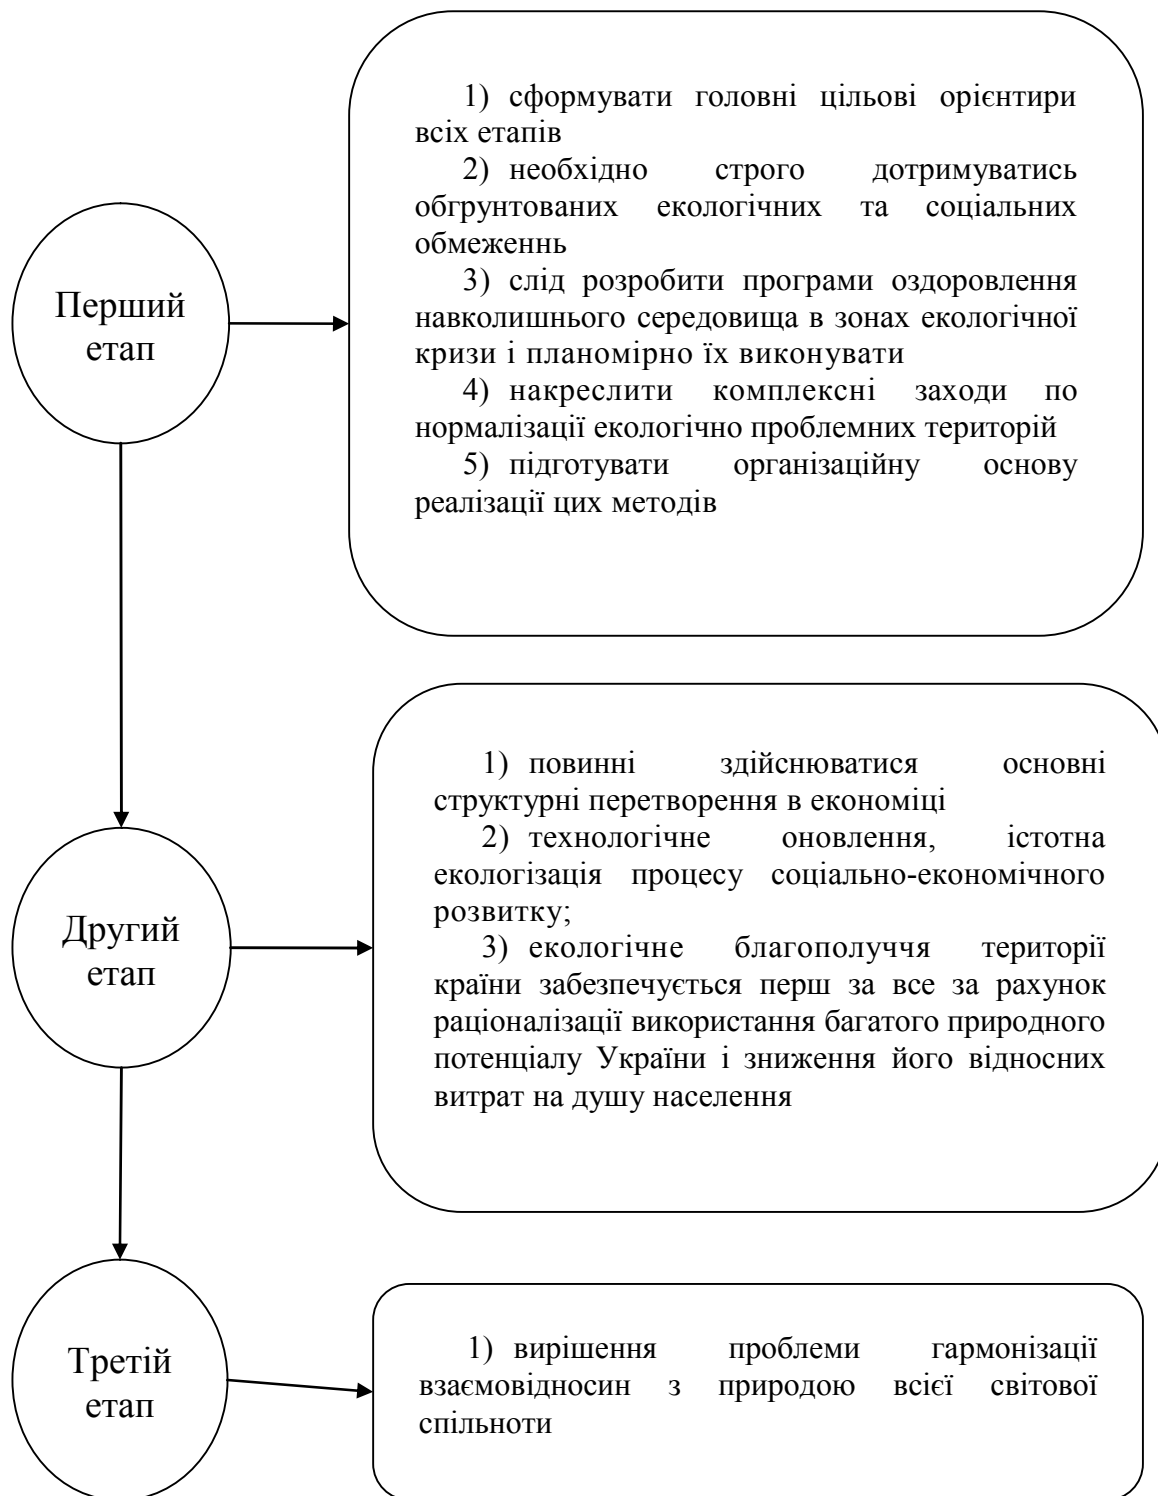 1) сформувати головні цільові орієнтири
всіх етапів
2) необхідно строго дотримуватись
обгрунтованих екологічних та соціальних
обмеженнь
3) слід розробити програми оздоровлення
навколишнього середовища в зонах екологічної
кризи і планомірно їх виконувати
4) накреслити комплексні заходи по
нормалізації екологічно проблемних територій
5) підготувати організаційну основу
реалізації цих методів
Перший
етап
1) повинні здійснюватися основні
структурні перетворення в економіці
2) технологічне оновлення, істотна
екологізація процесу соціально-економічного
розвитку;
3) екологічне благополуччя території
країни забезпечується перш за все за рахунок
раціоналізації використання багатого природного
потенціалу України і зниження його відносних
витрат на душу населення
Другий
етап
1) вирішення проблеми гармонізації
взаємовідносин з природою всієї світової
спільноти
Третій
етап